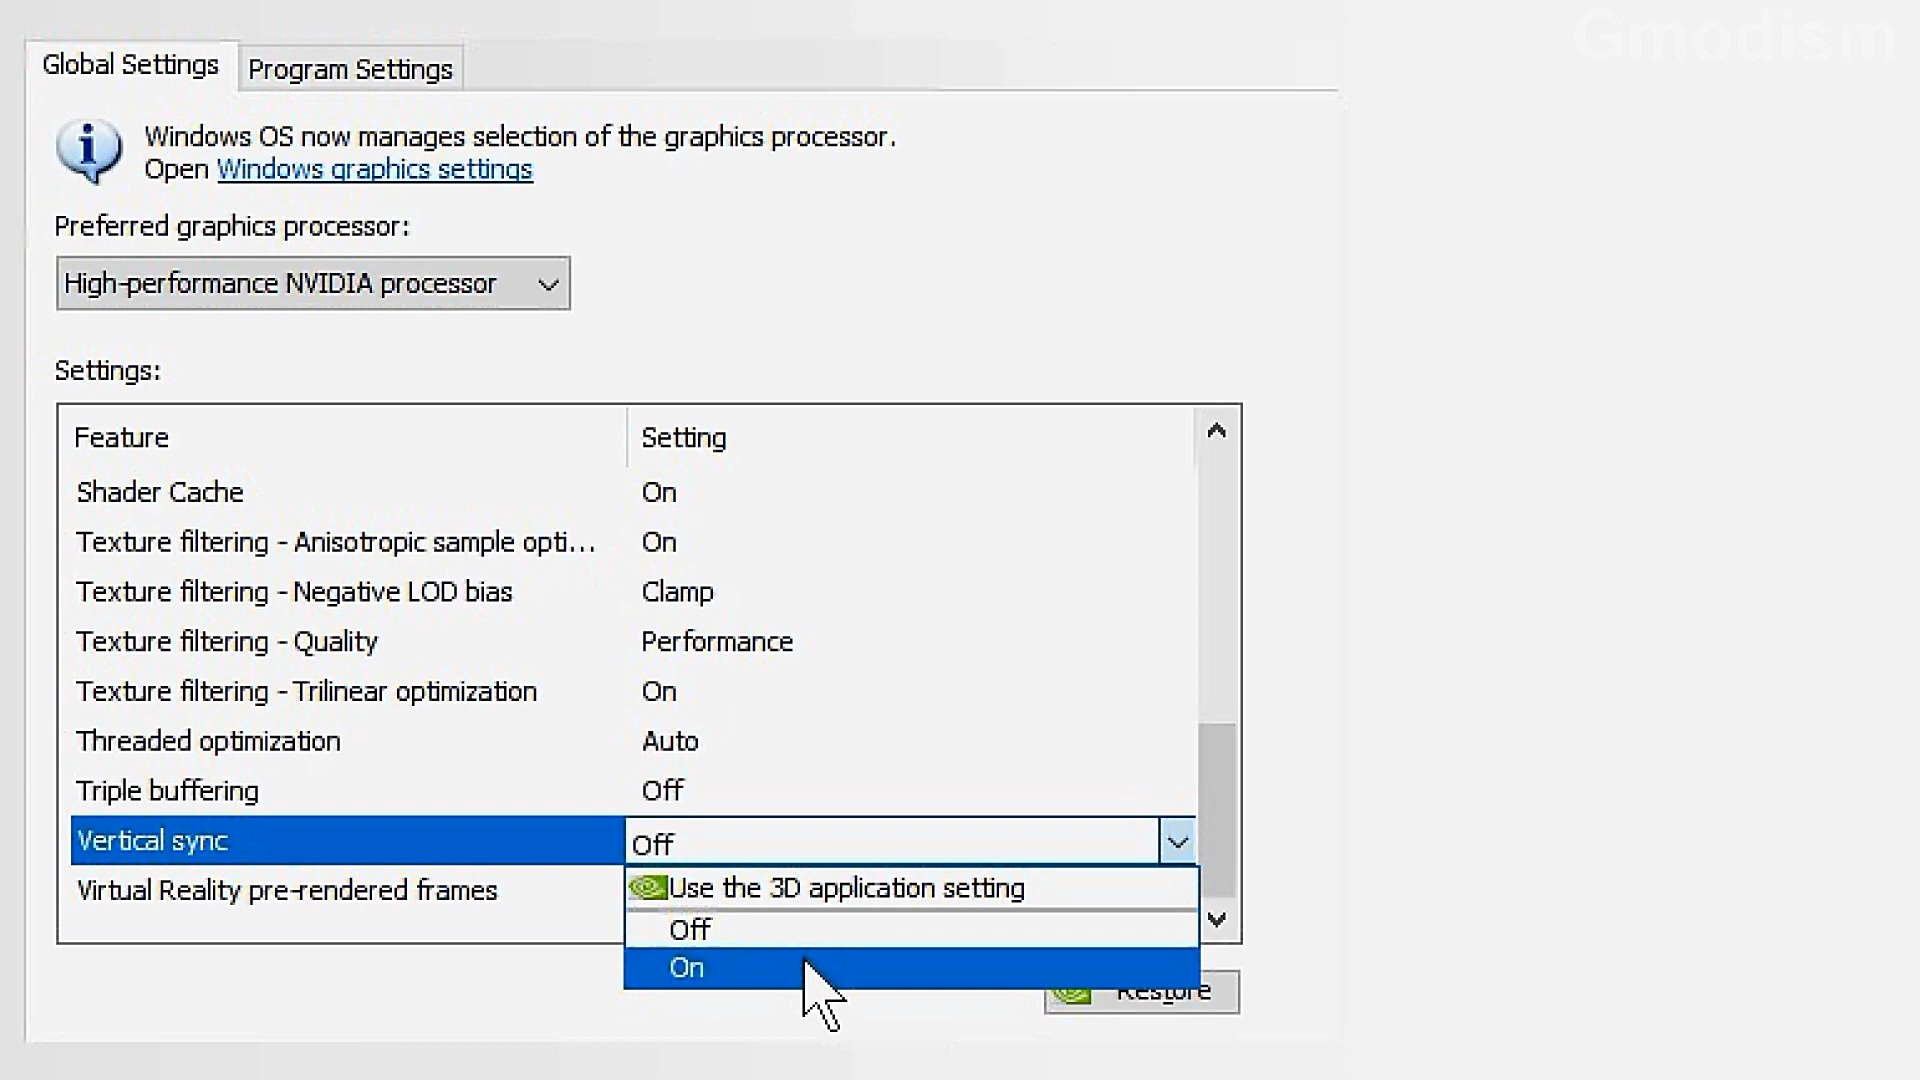 Gmodism
Global Settings
Program Settings
Windows OS now manages selection of the graphics processor.
Open Windows graphics settings
Preferred graphics processor:
High-performance NVIDIA processor
Settings:
Feature Setting
Shader Cache On
Texture filtering - Anisotropic sample opti... On
Texture filtering - Negative LOD bias Clamp
Texture filtering - Quality Performance
Texture filtering - Trilinear optimization On
Threaded optimization Auto
Triple buffering Off
Vertical sync Off
Virtual Reality pre-rendered frames
Use the 3D application setting
Off
On
Restore